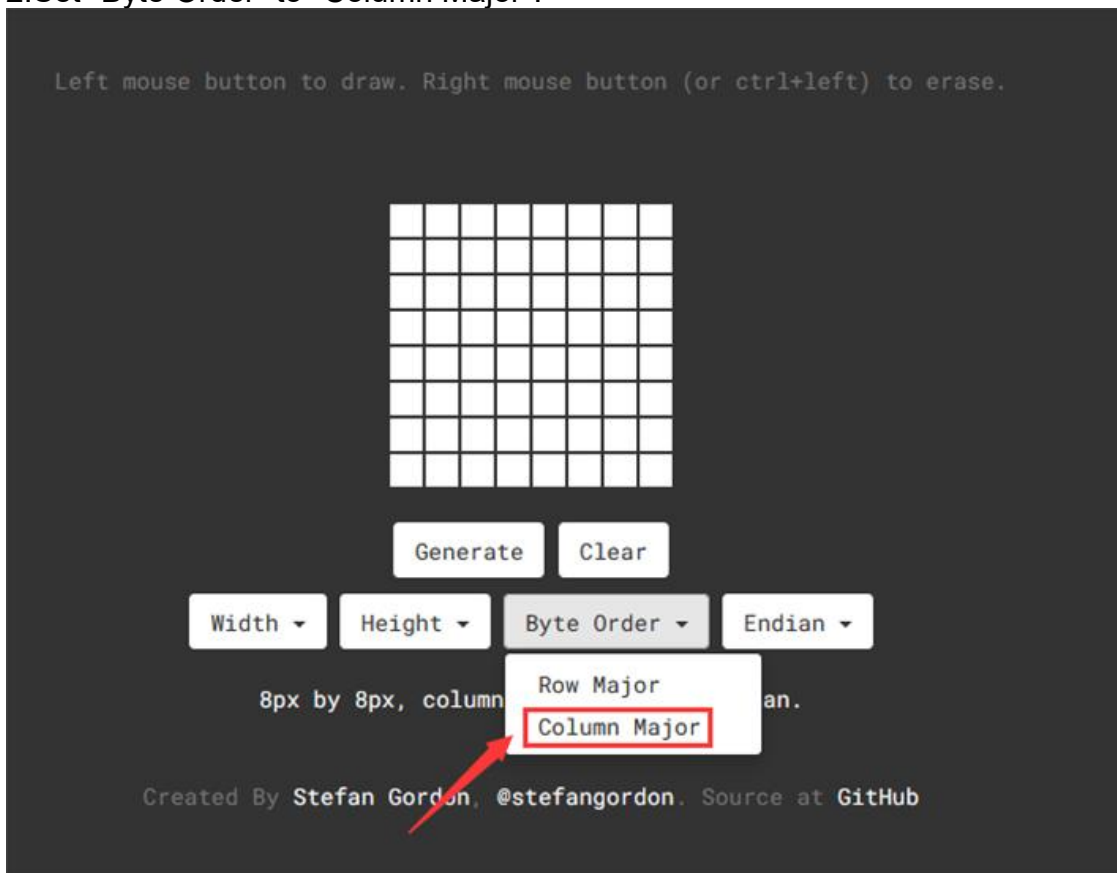 2.Set "Byte Order" to "Column Major".
Left mouse button to draw. Right mouse button (or ctrl+left) to erase.
Generate Clear
Width Height Byte Order Endian
Row Major
8px by 8px, column an.
Column Major
Created By Stefan Gordon, @stefangordon. Source at GitHub